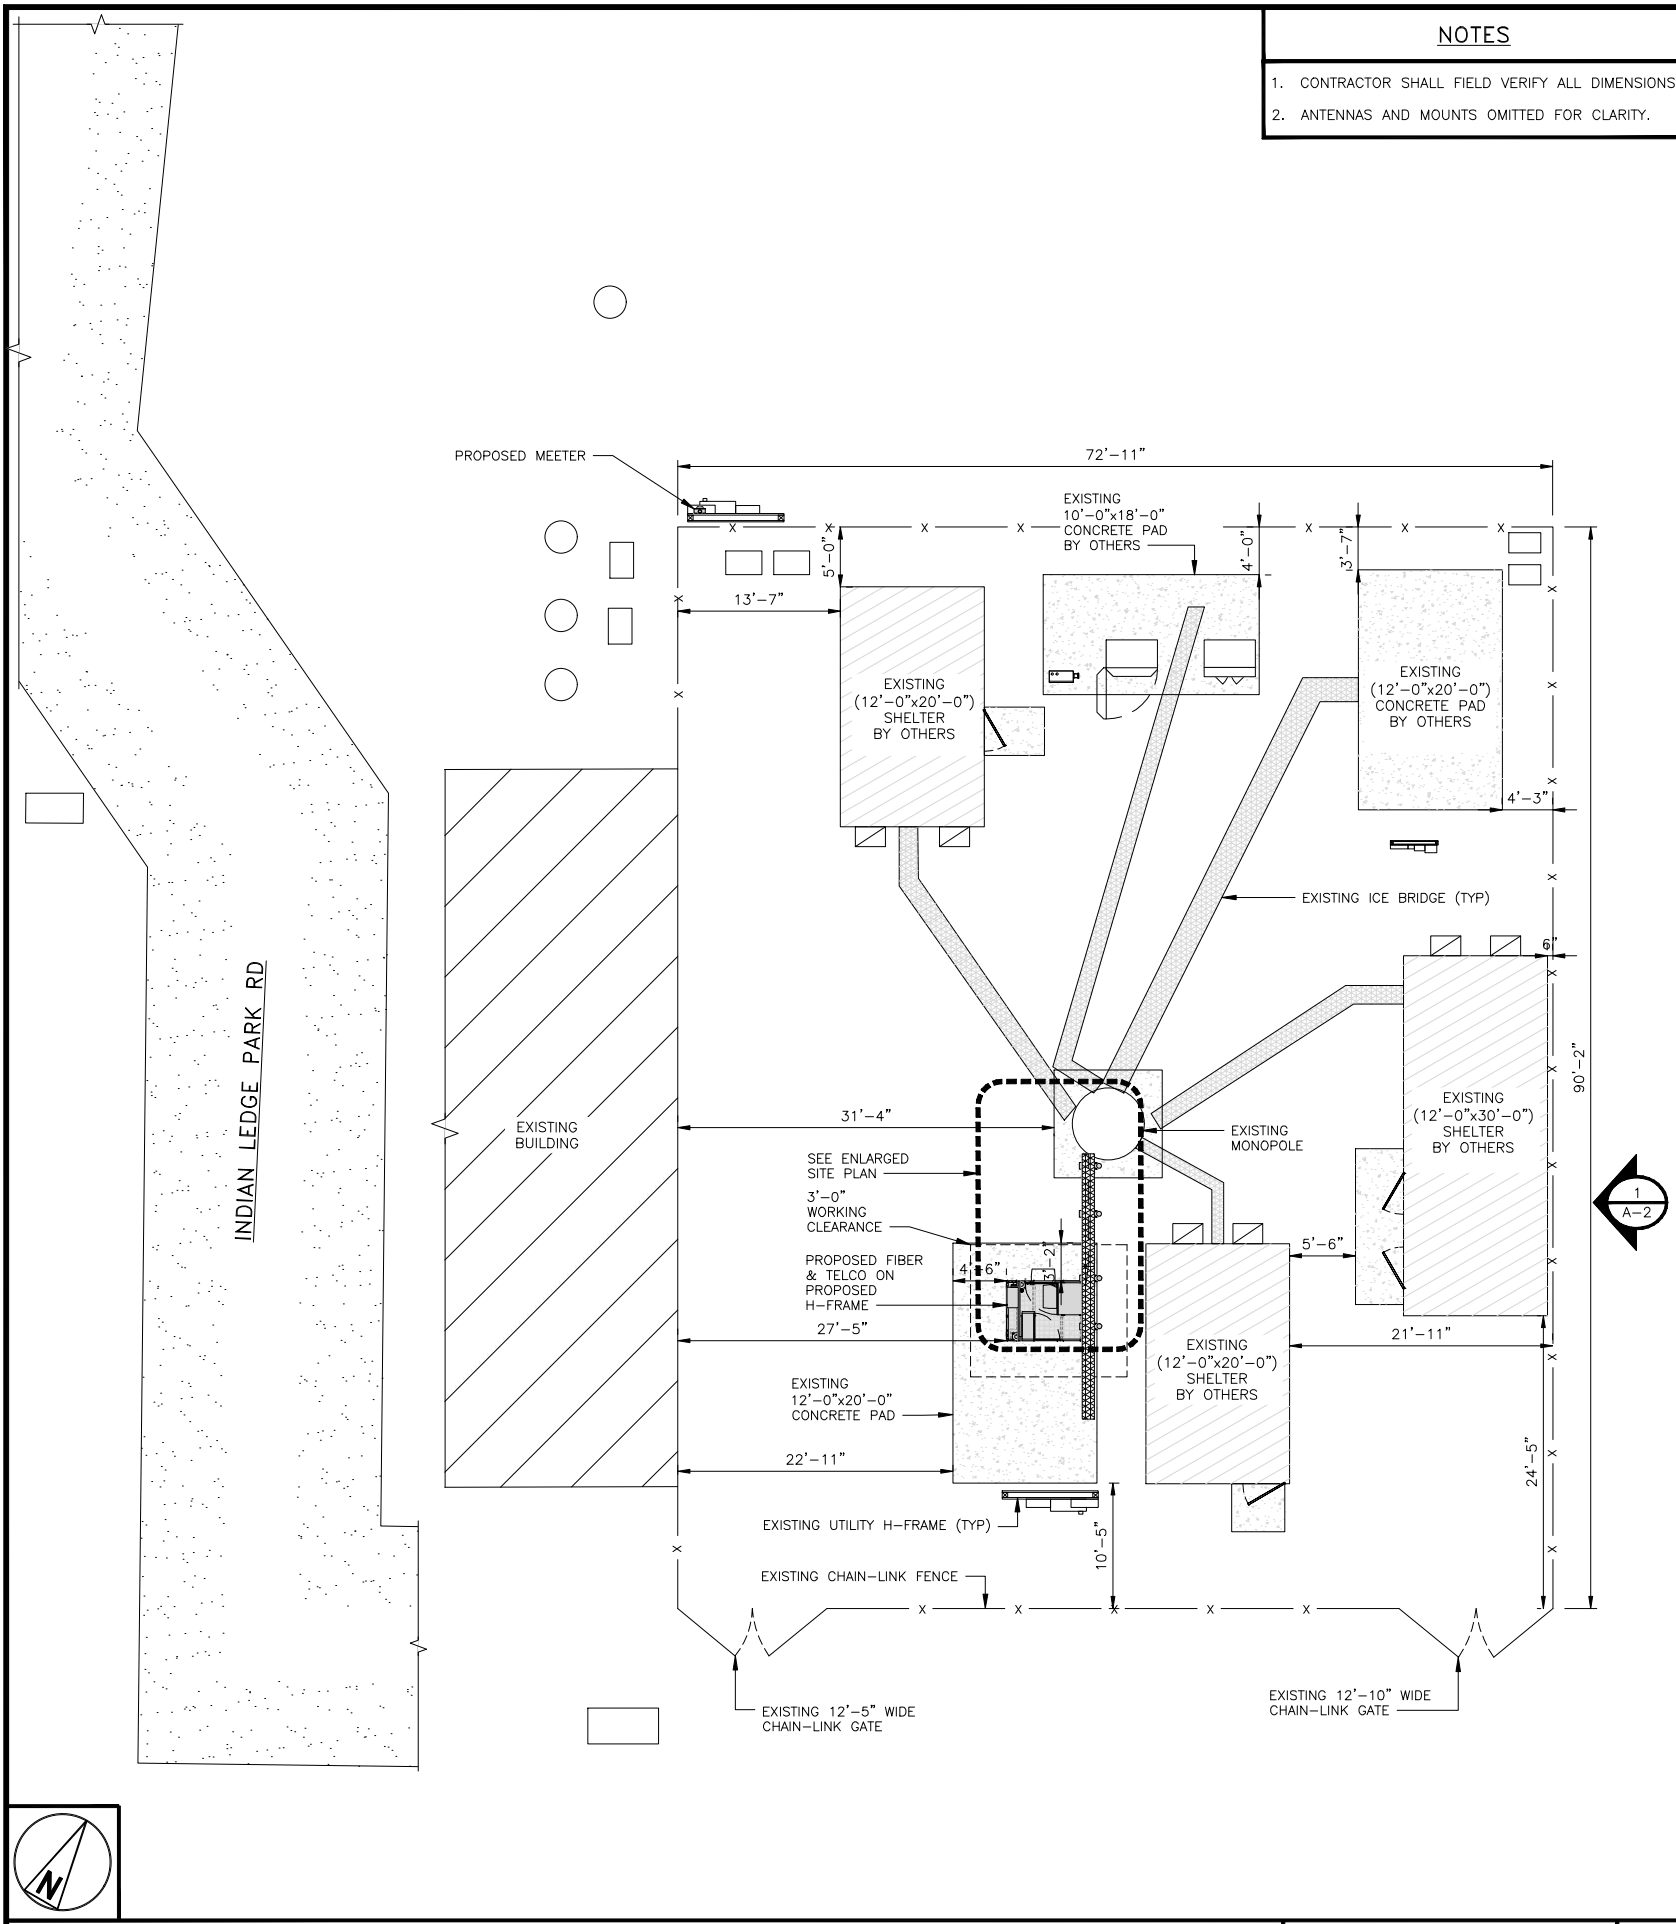 NOTES
1. CONTRACTOR SHALL FIELD VERIFY ALL DIMENSIONS
2. ANTENNAS AND MOUNTS OMITTED FOR CLARITY.
PROPOSED MEETER
72'-11"
EXISTING
10'-0"x18'-0"
CONCRETE PAD
BY OTHERS
X X X X X X X
5'-0"
4'-0"
3'-7"
13'-7"
X
X
X
X
X
X
EXISTING
(12'-0"x20'-0")
SHELTER
BY OTHERS
EXISTING
(12'-0"x20'-0")
CONCRETE PAD
BY OTHERS
4'-3"
EXISTING ICE BRIDGE (TYP)
6"
X
X
X
90'-2"
INDIAN LEDGE PARK RD
EXISTING
BUILDING
31'-4"
EXISTING
MONOPOLE
EXISTING
(12'-0"x30'-0")
SHELTER
BY OTHERS
SEE ENLARGED
SITE PLAN
3'-0"
WORKING
CLEARANCE
1
A-2
PROPOSED FIBER
& TELCO ON
PROPOSED
H-FRAME
4'-6"
3'-2"
5'-6"
27'-5"
21'-11"
EXISTING
(12'-0"x20'-0")
SHELTER
BY OTHERS
X
X
X
EXISTING
12'-0"x20'-0"
CONCRETE PAD
22'-11"
24'-5"
EXISTING UTILITY H-FRAME (TYP)
10'-5"
X
EXISTING CHAIN-LINK FENCE
X X X X X
EXISTING 12'-5" WIDE
CHAIN-LINK GATE
EXISTING 12'-10" WIDE
CHAIN-LINK GATE
N